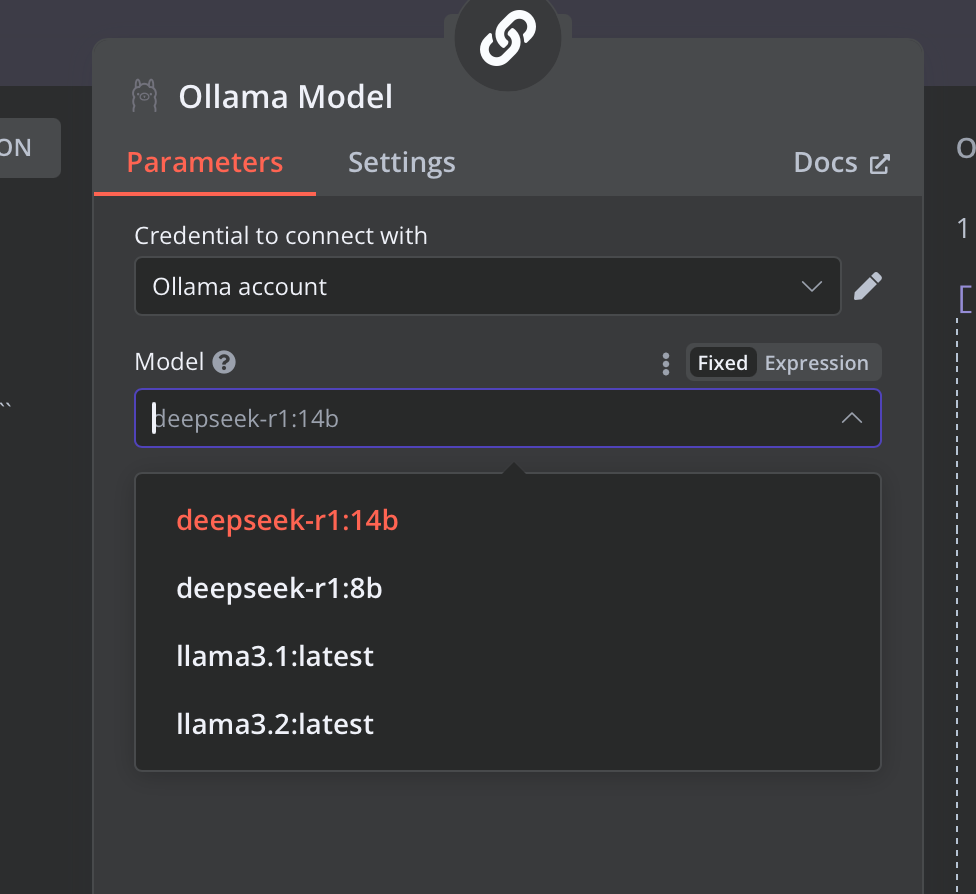 Ollama Model
ON
Parameters Settings Docs
O
Credential to connect with
1
Ollama account
[
Model ? Fixed Expression
``
deepseek-r1:14b
deepseek-r1:14b
deepseek-r1:8b
llama3.1:latest
llama3.2:latest